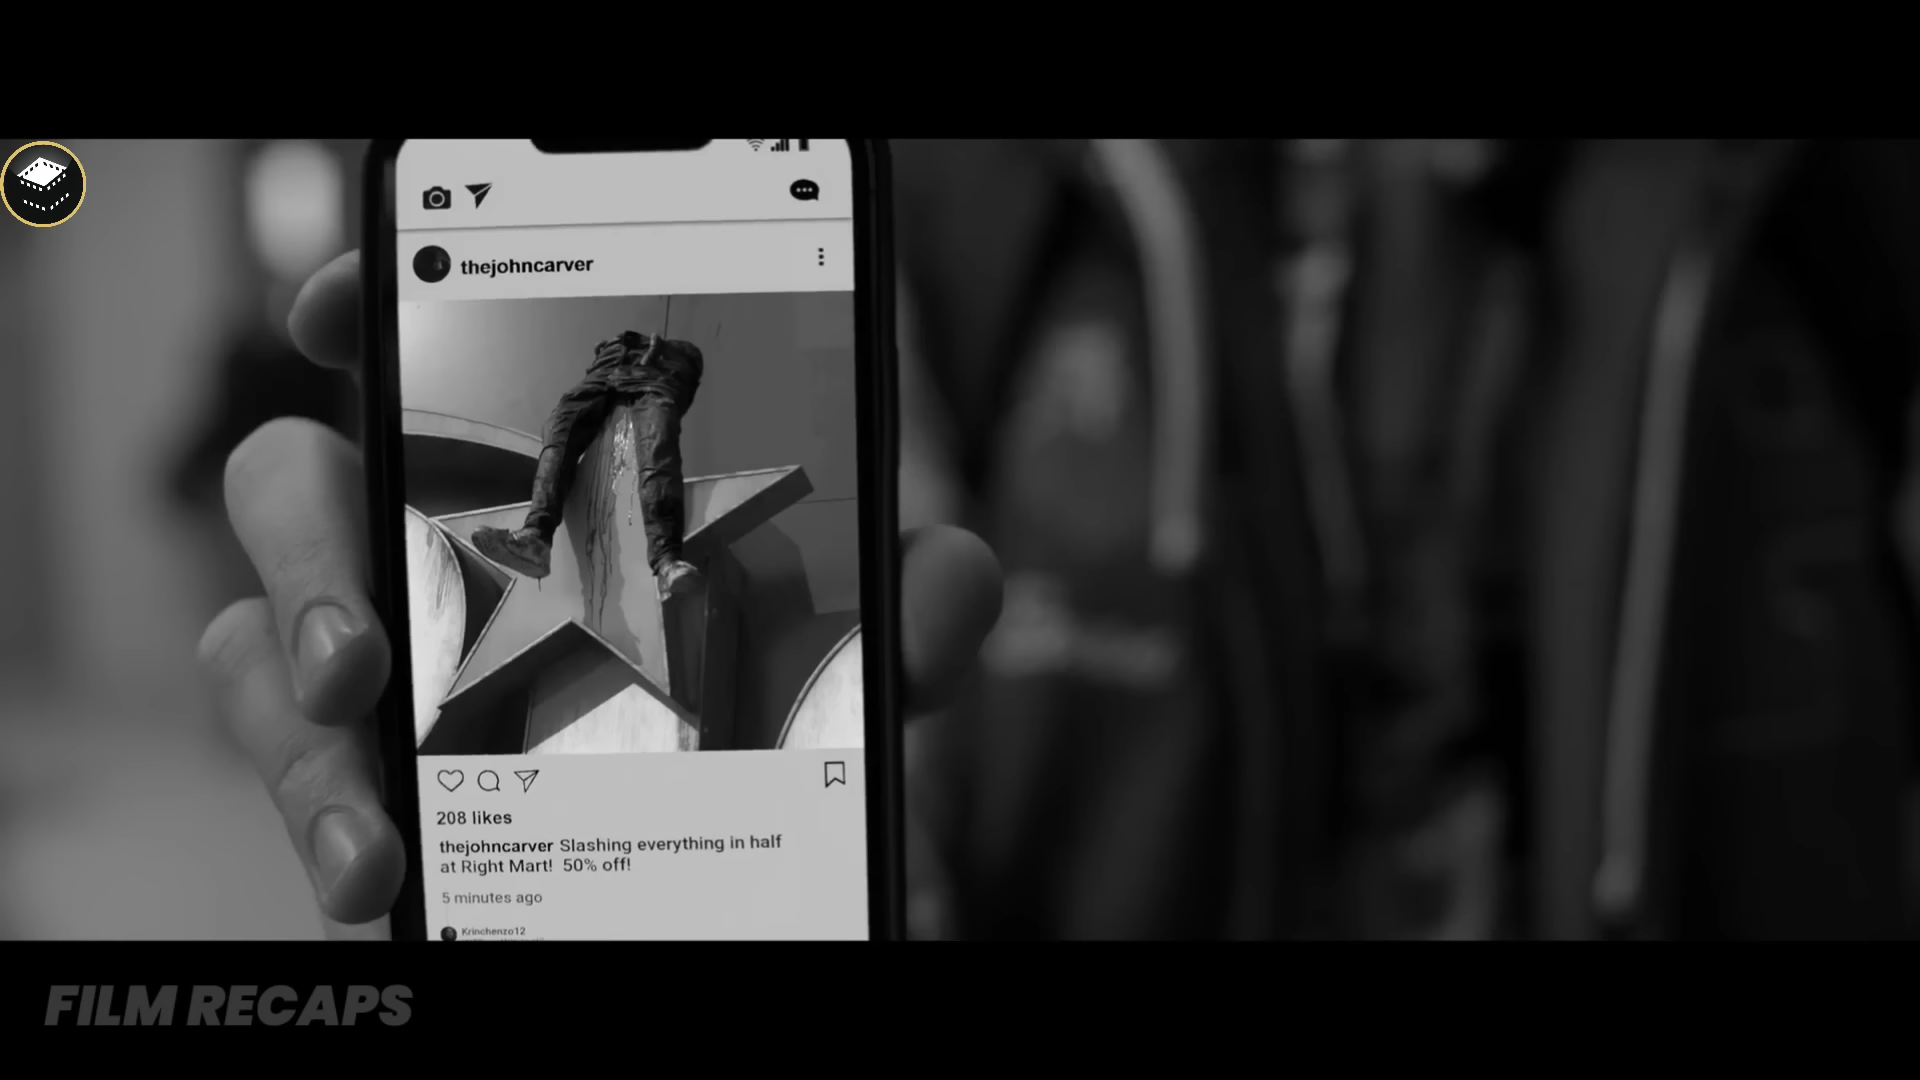 thejohncarver
208 likes
thejohncarver Slashing everything in half
at Right Mart! 50% off!
5 minutes ago
Krinchenzo12
FILM RECAPS